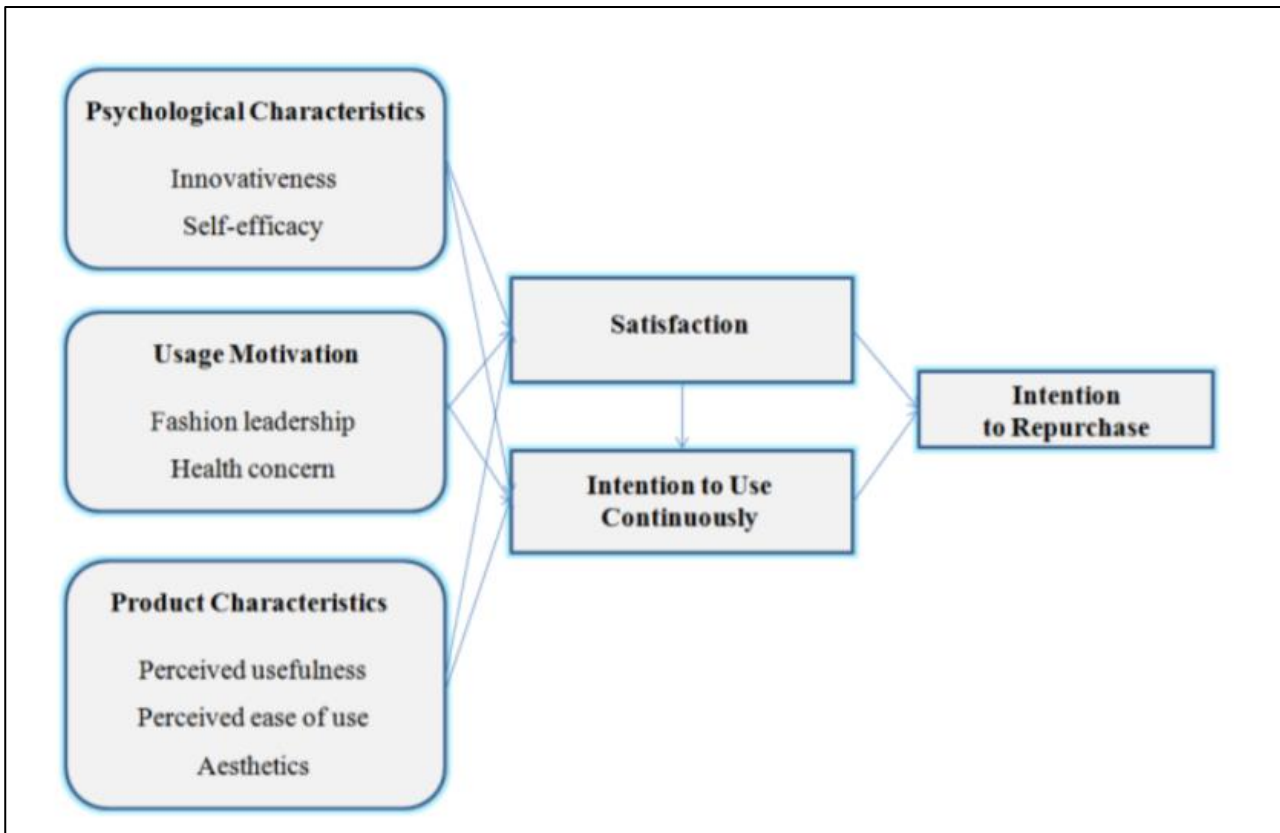 Psychological Characteristics
Innovativeness
Self-efficacy
Usage Motivation
Fashion leadership
Health concern
Product Characteristics
Perceived usefulness
Perceived ease of use
Aesthetics
Satisfaction
Intention to Use
Continuously
Intention
to Repurchase